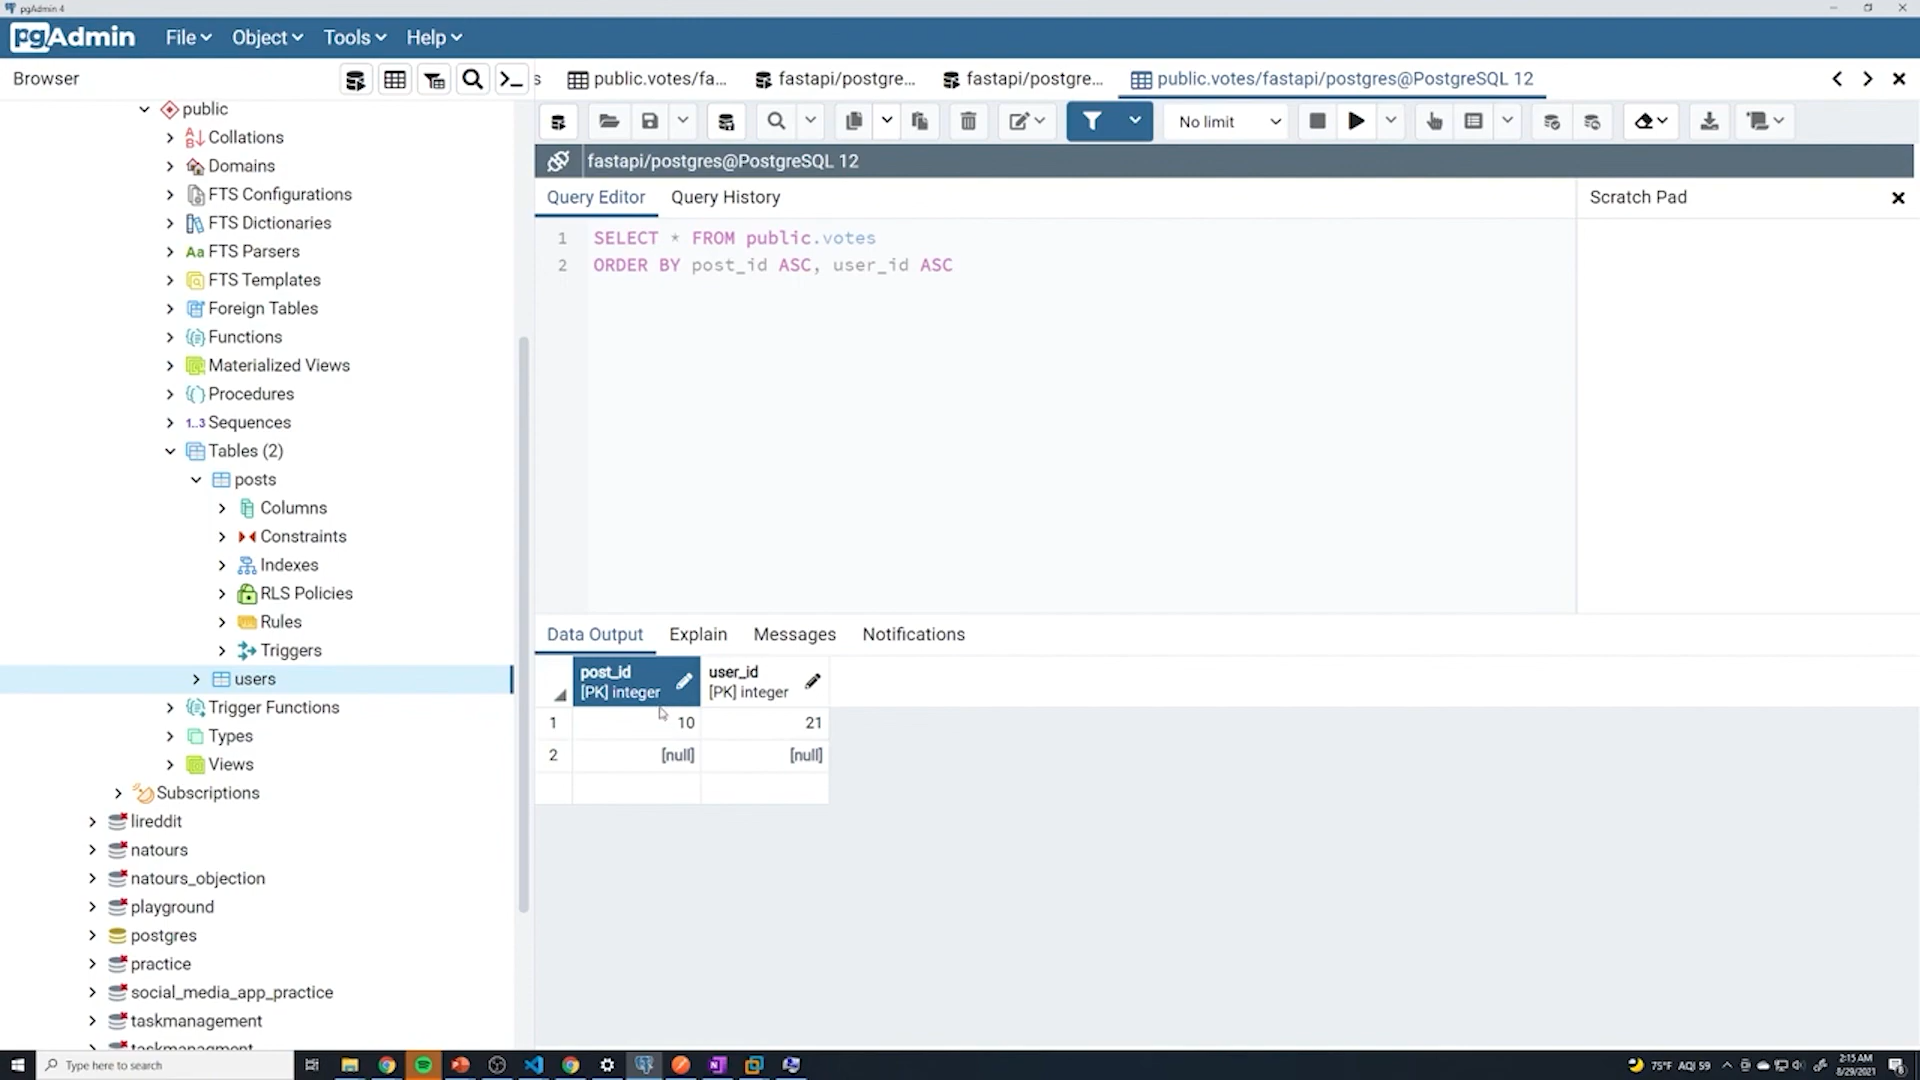 pgAdmin 4
pgAdmin
File
Object
Tools
Help
Browser
s
public.votes/fa...
fastapi/postgre...
fastapi/postgre...
public.votes/fastapi/postgres@PostgreSQL 12
No limit
fastapi/postgres@PostgreSQL 12
Query Editor
Query History
Scratch Pad
1 SELECT * FROM public.votes
2 ORDER BY post_id ASC, user_id ASC
public
Collations
Domains
FTS Configurations
FTS Dictionaries
Aa FTS Parsers
FTS Templates
Foreign Tables
Functions
Materialized Views
Procedures
1..3 Sequences
Tables (2)
posts
Columns
Constraints
Indexes
RLS Policies
Rules
Triggers
users
Trigger Functions
Types
Views
Subscriptions
lireddit
natours
natours_objection
playground
postgres
practice
social_media_app_practice
taskmanagement
taskmanagment
Data Output
Explain
Messages
Notifications
post_id
[PK] integer
user_id
[PK] integer
1 10 21
2 [null] [null]
Type here to search
75°F AQI 59
2:15 AM
8/29/2021